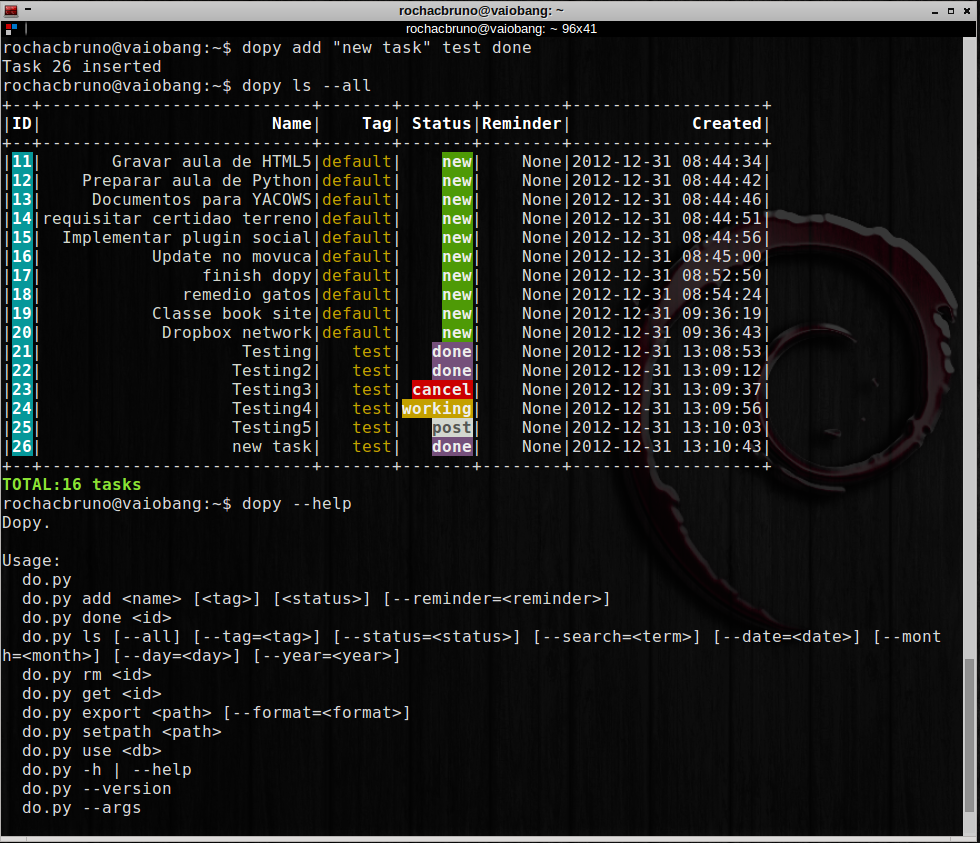 rochacbruno@vaiobang: ~
rochacbruno@vaiobang: ~ 96x41
rochacbruno@vaiobang:~$ dopy add "new task" test done
Task 26 inserted
rochacbruno@vaiobang:~$ dopy ls --all
+--+---------------------------+-------+-------+--------+-------------------+
|ID|                       Name|    Tag| Status|Reminder|            Created|
+--+---------------------------+-------+-------+--------+-------------------+
|11|       Gravar aula de HTML5|default|    new|    None|2012-12-31 08:44:34|
|12|    Preparar aula de Python|default|    new|    None|2012-12-31 08:44:42|
|13|     Documentos para YACOWS|default|    new|    None|2012-12-31 08:44:46|
|14|requisitar certidao terreno|default|    new|    None|2012-12-31 08:44:51|
|15|  Implementar plugin social|default|    new|    None|2012-12-31 08:44:56|
|16|           Update no movuca|default|    new|    None|2012-12-31 08:45:00|
|17|                finish dopy|default|    new|    None|2012-12-31 08:52:50|
|18|              remedio gatos|default|    new|    None|2012-12-31 08:54:24|
|19|           Classe book site|default|    new|    None|2012-12-31 09:36:19|
|20|            Dropbox network|default|    new|    None|2012-12-31 09:36:43|
|21|                    Testing|   test|   done|    None|2012-12-31 13:08:53|
|22|                   Testing2|   test|   done|    None|2012-12-31 13:09:12|
|23|                   Testing3|   test| cancel|    None|2012-12-31 13:09:37|
|24|                   Testing4|   test|working|    None|2012-12-31 13:09:56|
|25|                   Testing5|   test|   post|    None|2012-12-31 13:10:03|
|26|                   new task|   test|   done|    None|2012-12-31 13:10:43|
+--+---------------------------+-------+-------+--------+-------------------+
TOTAL:16 tasks
rochacbruno@vaiobang:~$ dopy --help
Dopy.

Usage:
  do.py
  do.py add <name> [<tag>] [<status>] [--reminder=<reminder>]
  do.py done <id>
  do.py ls [--all] [--tag=<tag>] [--status=<status>] [--search=<term>] [--date=<date>] [--mont
h=<month>] [--day=<day>] [--year=<year>]
  do.py rm <id>
  do.py get <id>
  do.py export <path> [--format=<format>]
  do.py setpath <path>
  do.py use <db>
  do.py -h | --help
  do.py --version
  do.py --args